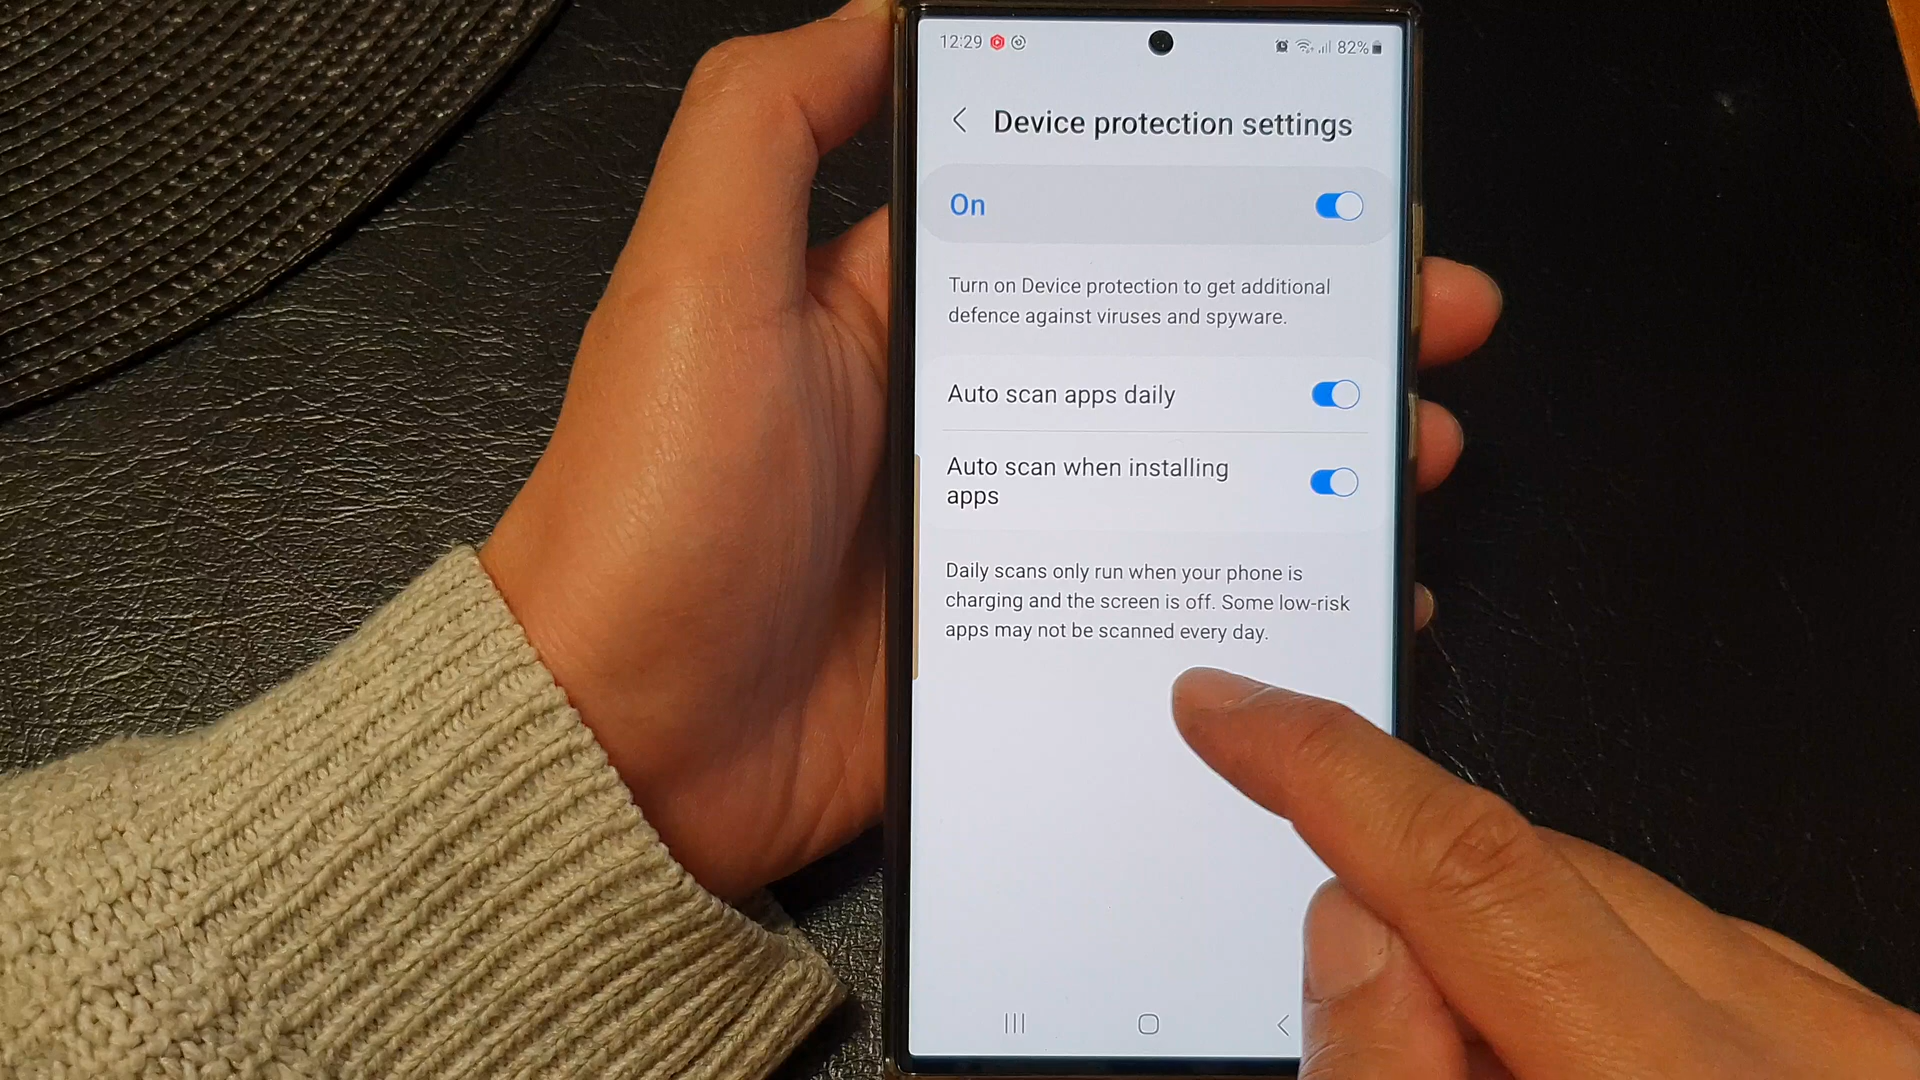 12:29
82%
Device protection settings
On
Turn on Device protection to get additional
defence against viruses and spyware.
Auto scan apps daily
Auto scan when installing
apps
Daily scans only run when your phone is
charging and the screen is off. Some low-risk
apps may not be scanned every day.